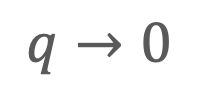 q → 0